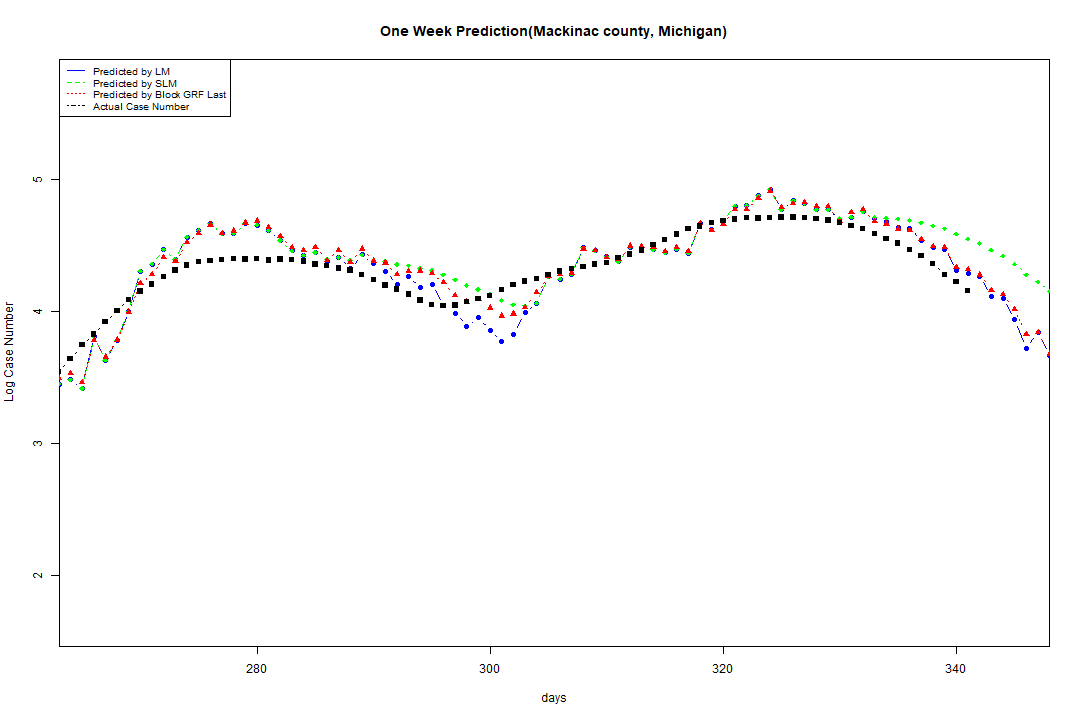 One Week Prediction(Mackinac county, Michigan)
Predicted by LM
Predicted by SLM
Predicted by Block GRF Last
Actual Case Number
5
4
3
2
Log Case Number
280 300 320 340
days